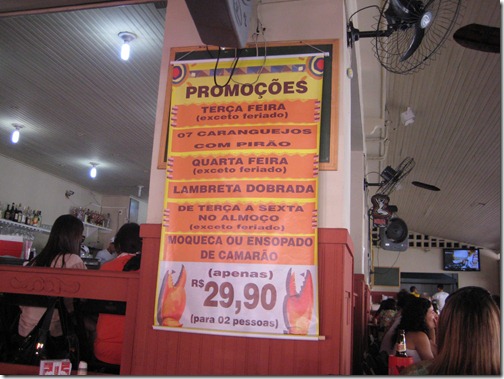 PROMOÇÕES
TERÇA FEIRA
(exceto feriado)
07 CARANGUEJOS
COM PIRÃO
QUARTA FEIRA
(exceto feriado)
LAMBRETA DOBRADA
DE TERÇA A SEXTA
NO ALMOÇO
(exceto feriado)
MOQUECA OU ENSOPADO
DE CAMARÃO
(apenas)
R$ 29,90
(para 02 pessoas)